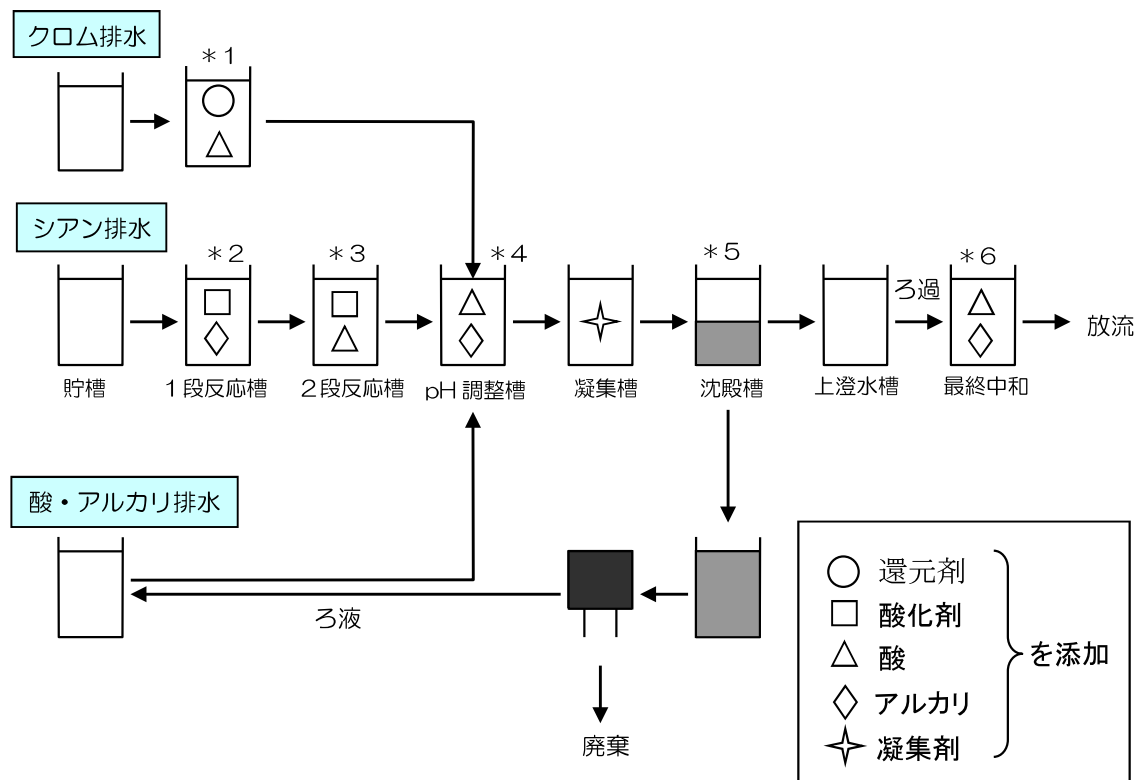 クロム排水
＊１
シアン排水
＊２
＊３
＊４
＊５
＊６
ろ過
放流
貯槽
１段反応槽
２段反応槽
pH 調整槽
凝集槽
沈殿槽
上澄水槽
最終中和
酸・アルカリ排水
ろ液
廃棄
還元剤
酸化剤
酸
アルカリ
凝集剤
を添加